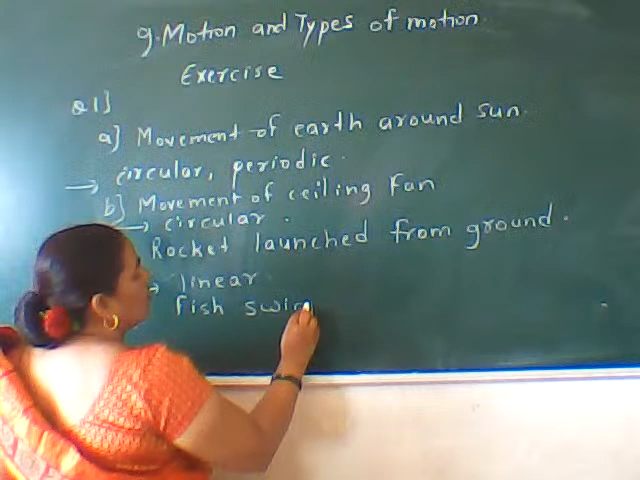 9. Motion and Types of motion
Exercise
Q1]
a] Movement of earth around sun.
→ circular, periodic.
b] Movement of ceiling Fan
→ circular.
Rocket launched from ground.
→ linear
Fish